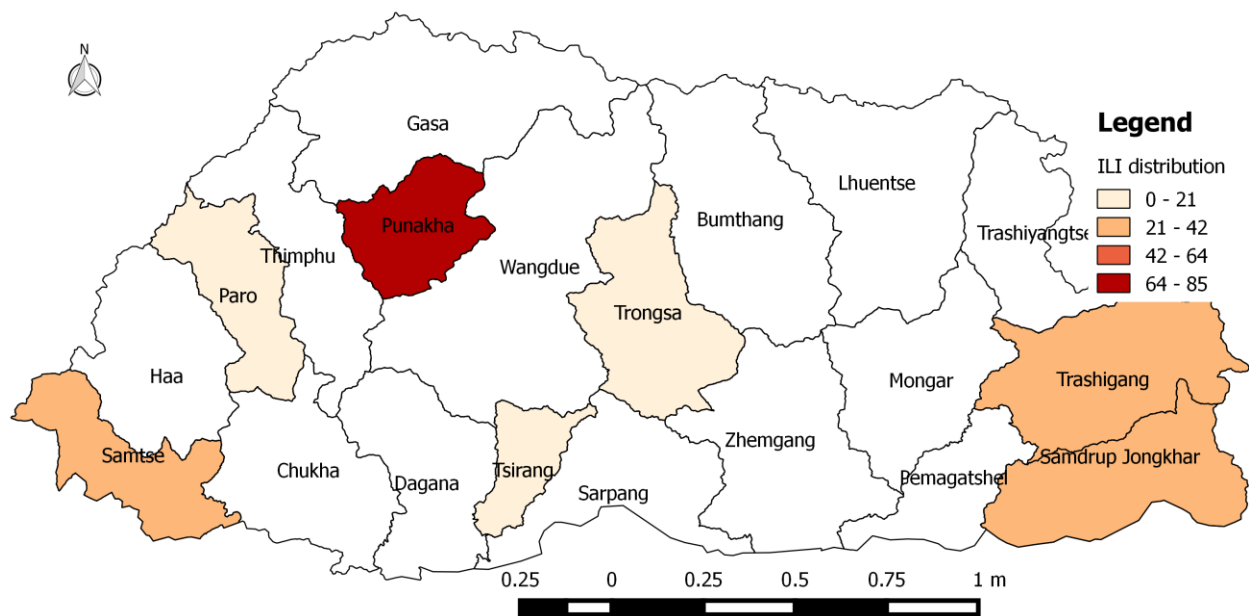 N
Gasa
Legend
ILI distribution
0 - 21
21 - 42
42 - 64
64 - 85
Lhuentse
Punakha
Bumthang
Trashiyangtse
Thimphu
Wangdue
Paro
Trongsa
Haa
Mongar
Trashigang
Samtse
Chukha
Dagana
Tsirang
Zhemgang
Samdrup Jongkhar
Pemagatshel
Sarpang
0.25 0 0.25 0.5 0.75 1 m